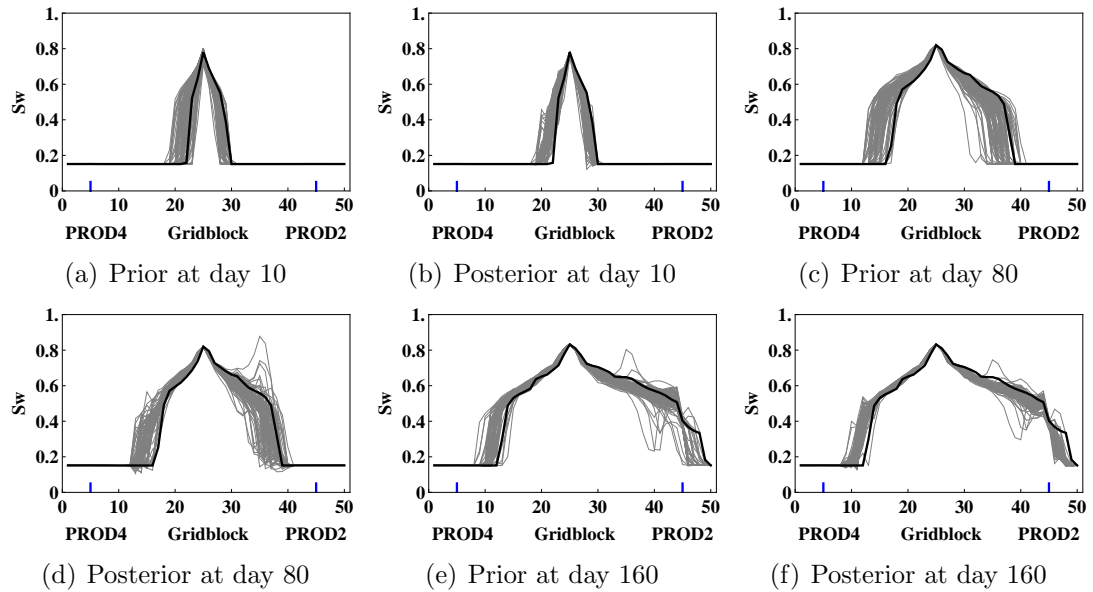 1.
1.
1.
0.8
0.8
0.8
0.6
0.6
0.6
Sw
Sw
Sw
0.4
0.4
0.4
0.2
0.2
0.2
0
0
0
0 10 20 30 40 50
0 10 20 30 40 50
0 10 20 30 40 50
PROD4 Gridblock PROD2
PROD4 Gridblock PROD2
PROD4 Gridblock PROD2
(a) Prior at day 10
(b) Posterior at day 10
(c) Prior at day 80
1.
1.
1.
0.8
0.8
0.8
0.6
0.6
0.6
Sw
Sw
Sw
0.4
0.4
0.4
0.2
0.2
0.2
0
0
0
0 10 20 30 40 50
0 10 20 30 40 50
0 10 20 30 40 50
PROD4 Gridblock PROD2
PROD4 Gridblock PROD2
PROD4 Gridblock PROD2
(d) Posterior at day 80
(e) Prior at day 160
(f) Posterior at day 160